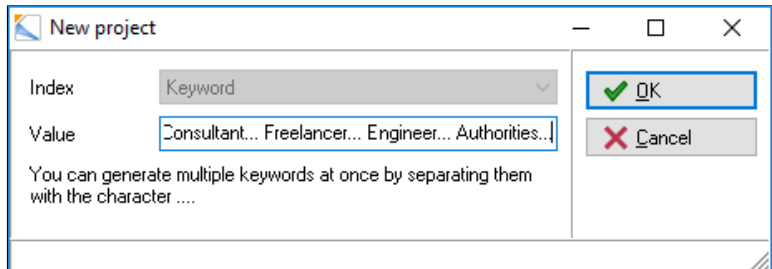 New project
Index
Keyword
OK
Value
Consultant... Freelancer... Engineer... Authorities...
Cancel
You can generate multiple keywords at once by separating them
with the character ....